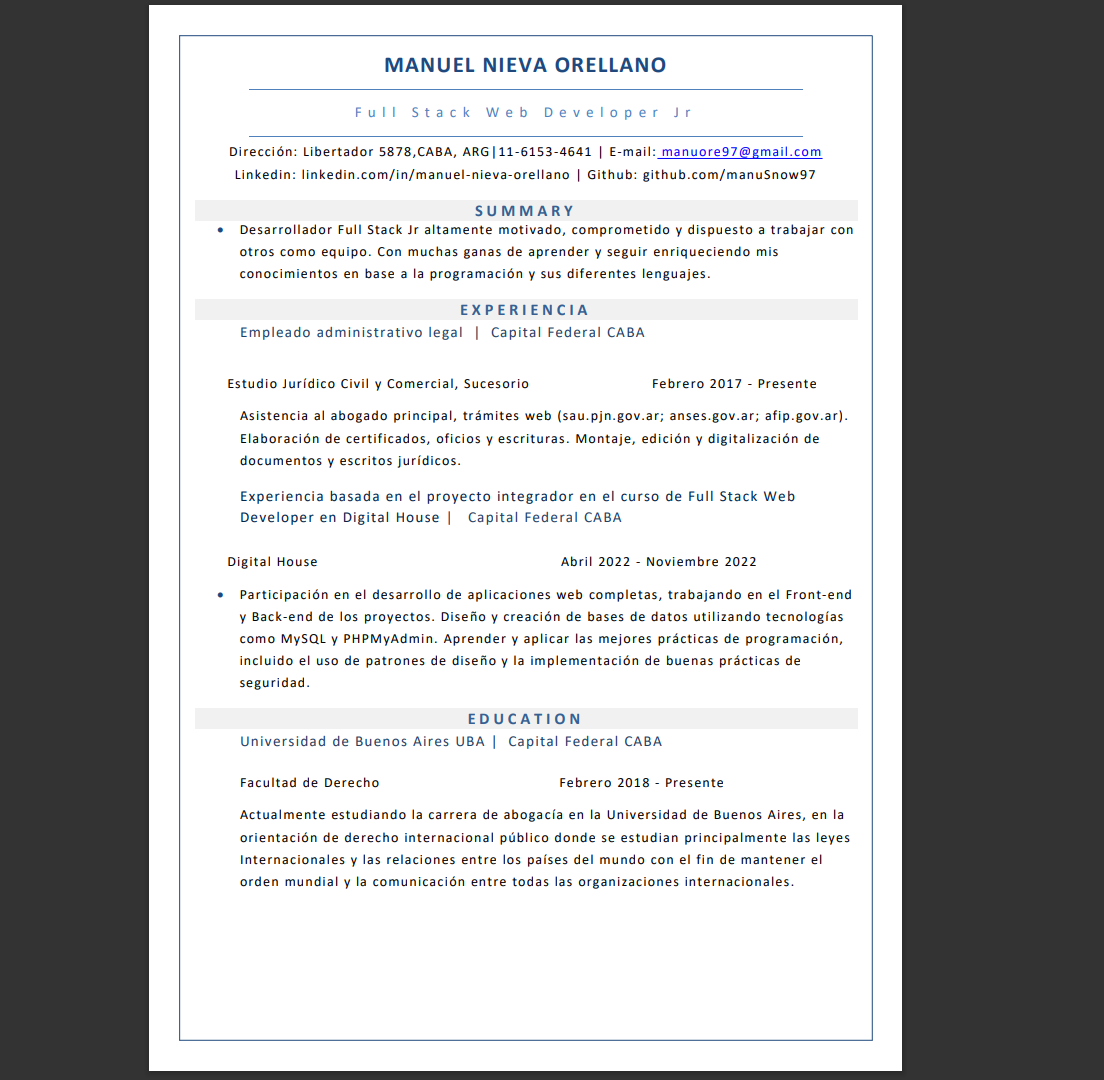 MANUEL NIEVA ORELLANO
Full Stack Web Developer Jr
Dirección: Libertador 5878,CABA, ARG|11-6153-4641 | E-mail: manuore97@gmail.com
Linkedin: linkedin.com/in/manuel-nieva-orellano | Github: github.com/manuSnow97
SUMMARY
• Desarrollador Full Stack Jr altamente motivado, comprometido y dispuesto a trabajar con
otros como equipo. Con muchas ganas de aprender y seguir enriqueciendo mis
conocimientos en base a la programación y sus diferentes lenguajes.
EXPERIENCIA
Empleado administrativo legal | Capital Federal CABA
Estudio Jurídico Civil y Comercial, Sucesorio Febrero 2017 - Presente
Asistencia al abogado principal, trámites web (sau.pjn.gov.ar; anses.gov.ar; afip.gov.ar).
Elaboración de certificados, oficios y escrituras. Montaje, edición y digitalización de
documentos y escritos jurídicos.
Experiencia basada en el proyecto integrador en el curso de Full Stack Web
Developer en Digital House | Capital Federal CABA
Digital House Abril 2022 - Noviembre 2022
• Participación en el desarrollo de aplicaciones web completas, trabajando en el Front-end
y Back-end de los proyectos. Diseño y creación de bases de datos utilizando tecnologías
como MySQL y PHPMyAdmin. Aprender y aplicar las mejores prácticas de programación,
incluido el uso de patrones de diseño y la implementación de buenas prácticas de
seguridad.
EDUCATION
Universidad de Buenos Aires UBA | Capital Federal CABA
Facultad de Derecho Febrero 2018 - Presente
Actualmente estudiando la carrera de abogacía en la Universidad de Buenos Aires, en la
orientación de derecho internacional público donde se estudian principalmente las leyes
Internacionales y las relaciones entre los países del mundo con el fin de mantener el
orden mundial y la comunicación entre todas las organizaciones internacionales.